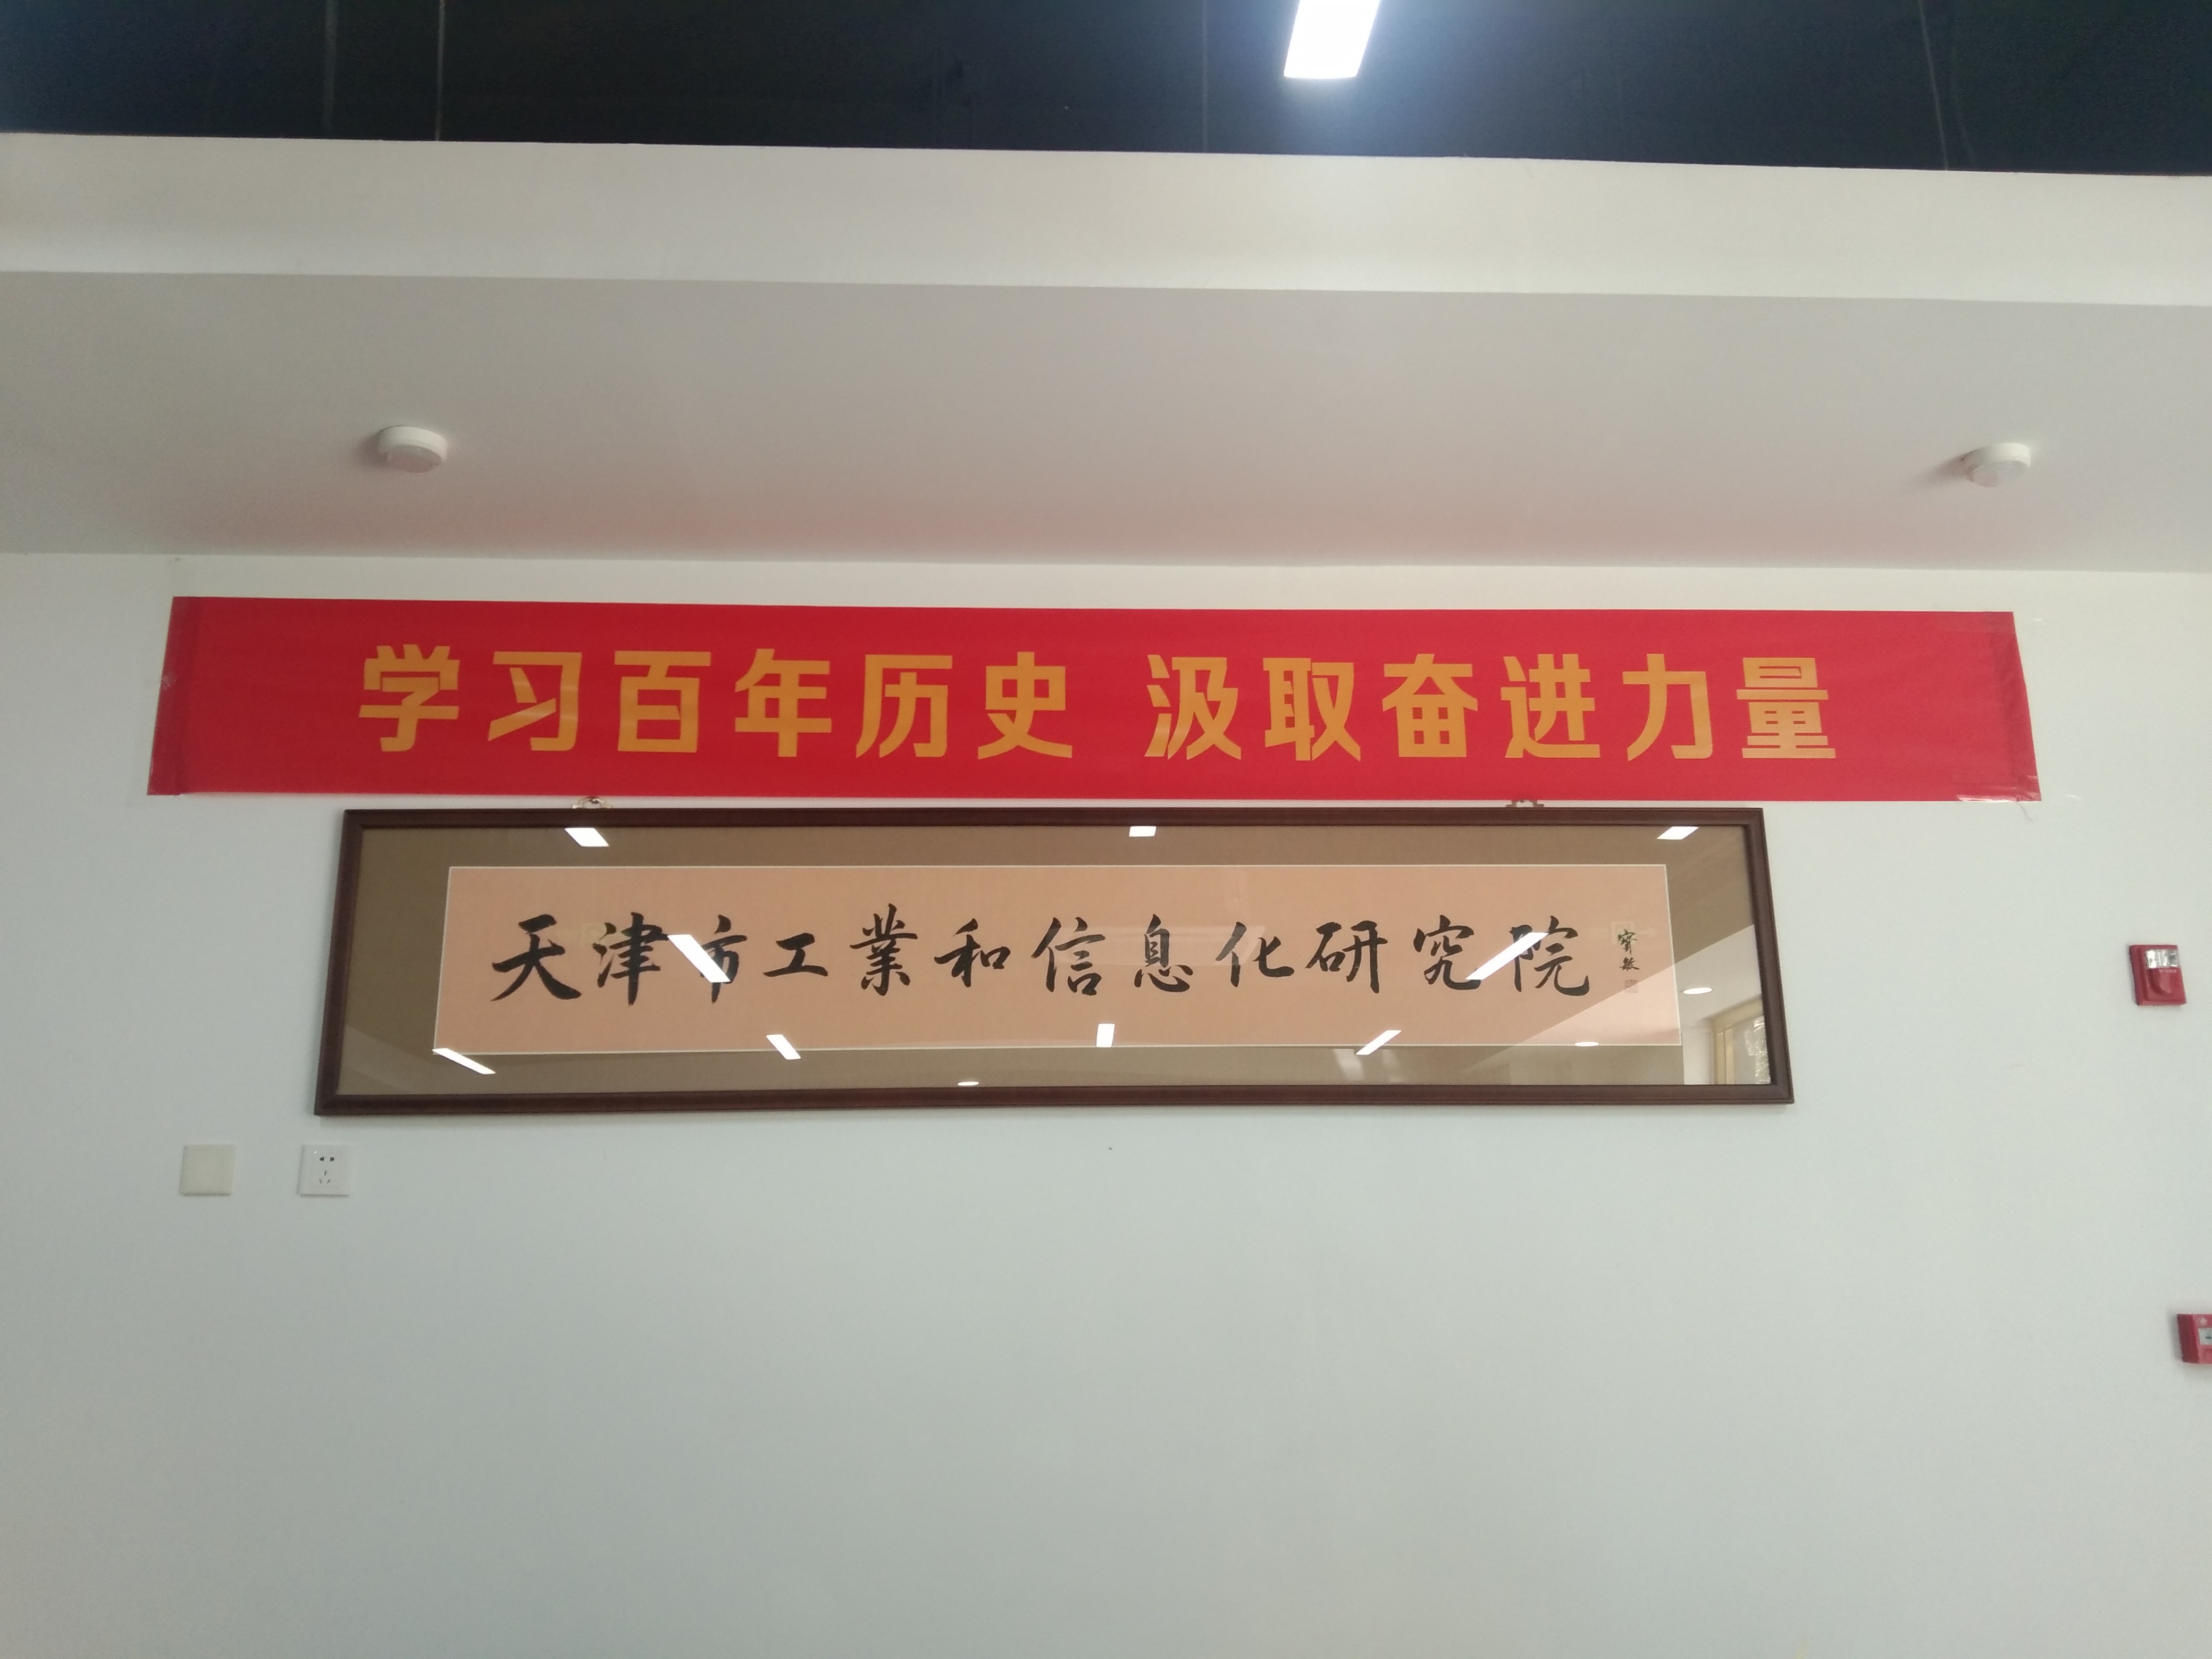 学习百年历史 汲取奋进力量
天津市工業和信息化研究院